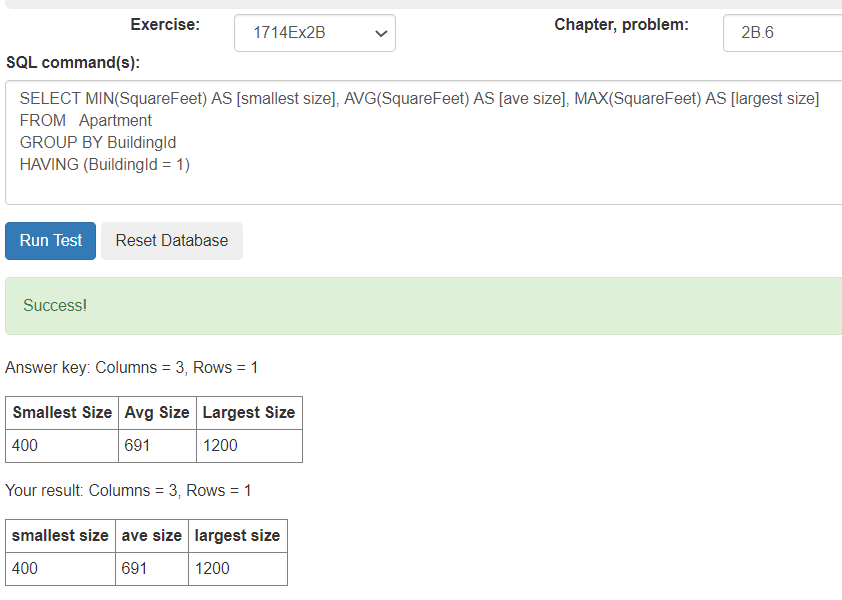 Exercise: 1714Ex2B Chapter, problem: 2B.6
SQL command(s):
SELECT MIN(SquareFeet) AS [smallest size], AVG(SquareFeet) AS [ave size], MAX(SquareFeet) AS [largest size]
FROM Apartment
GROUP BY BuildingId
HAVING (BuildingId = 1)
Run Test Reset Database
Success!
Answer key: Columns = 3, Rows = 1
Smallest Size Avg Size Largest Size
400 691 1200
Your result: Columns = 3, Rows = 1
smallest size ave size largest size
400 691 1200